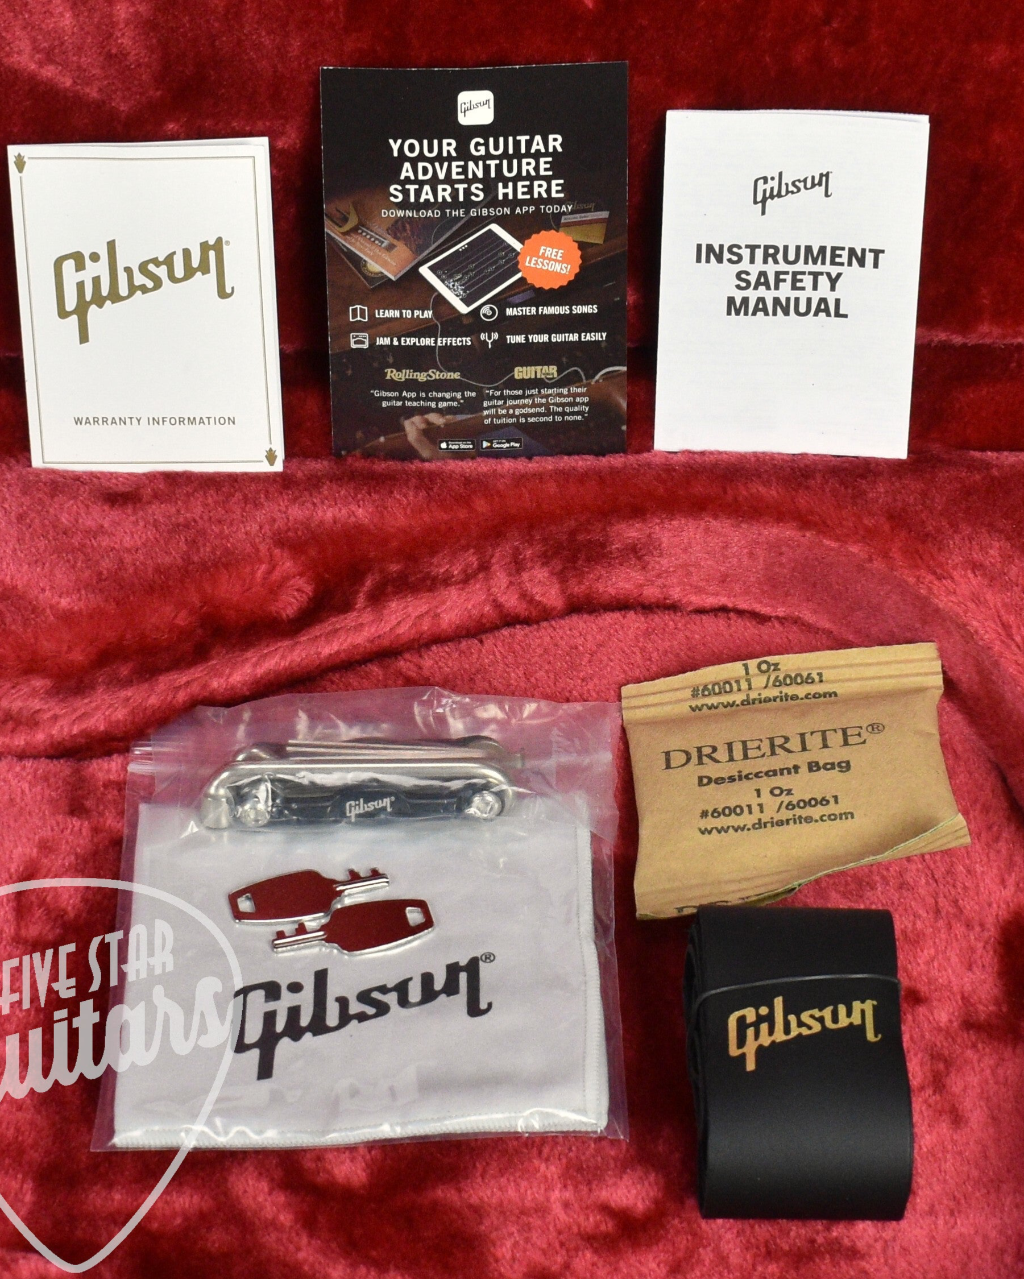 Gibson®
WARRANTY INFORMATION
Gibson
YOUR GUITAR
ADVENTURE
STARTS HERE
DOWNLOAD THE GIBSON APP TODAY
FREE
LESSONS!
LEARN TO PLAY
MASTER FAMOUS SONGS
JAM & EXPLORE EFFECTS
TUNE YOUR GUITAR EASILY
RollingStone
"Gibson App is changing the
guitar teaching game."
GUITAR
"For those just starting their
guitar journey the Gibson app
will be a godsend. The quality
of tuition is second to none."
App Store
Google Play
Gibson
INSTRUMENT
SAFETY
MANUAL
Gibson®
Gibson®
1 Oz
#60011 /60061
www.drierite.com
DRIERITE®
Desiccant Bag
1 Oz
#60011 /60061
www.drierite.com
Gibson
FIVE STAR
Guitars